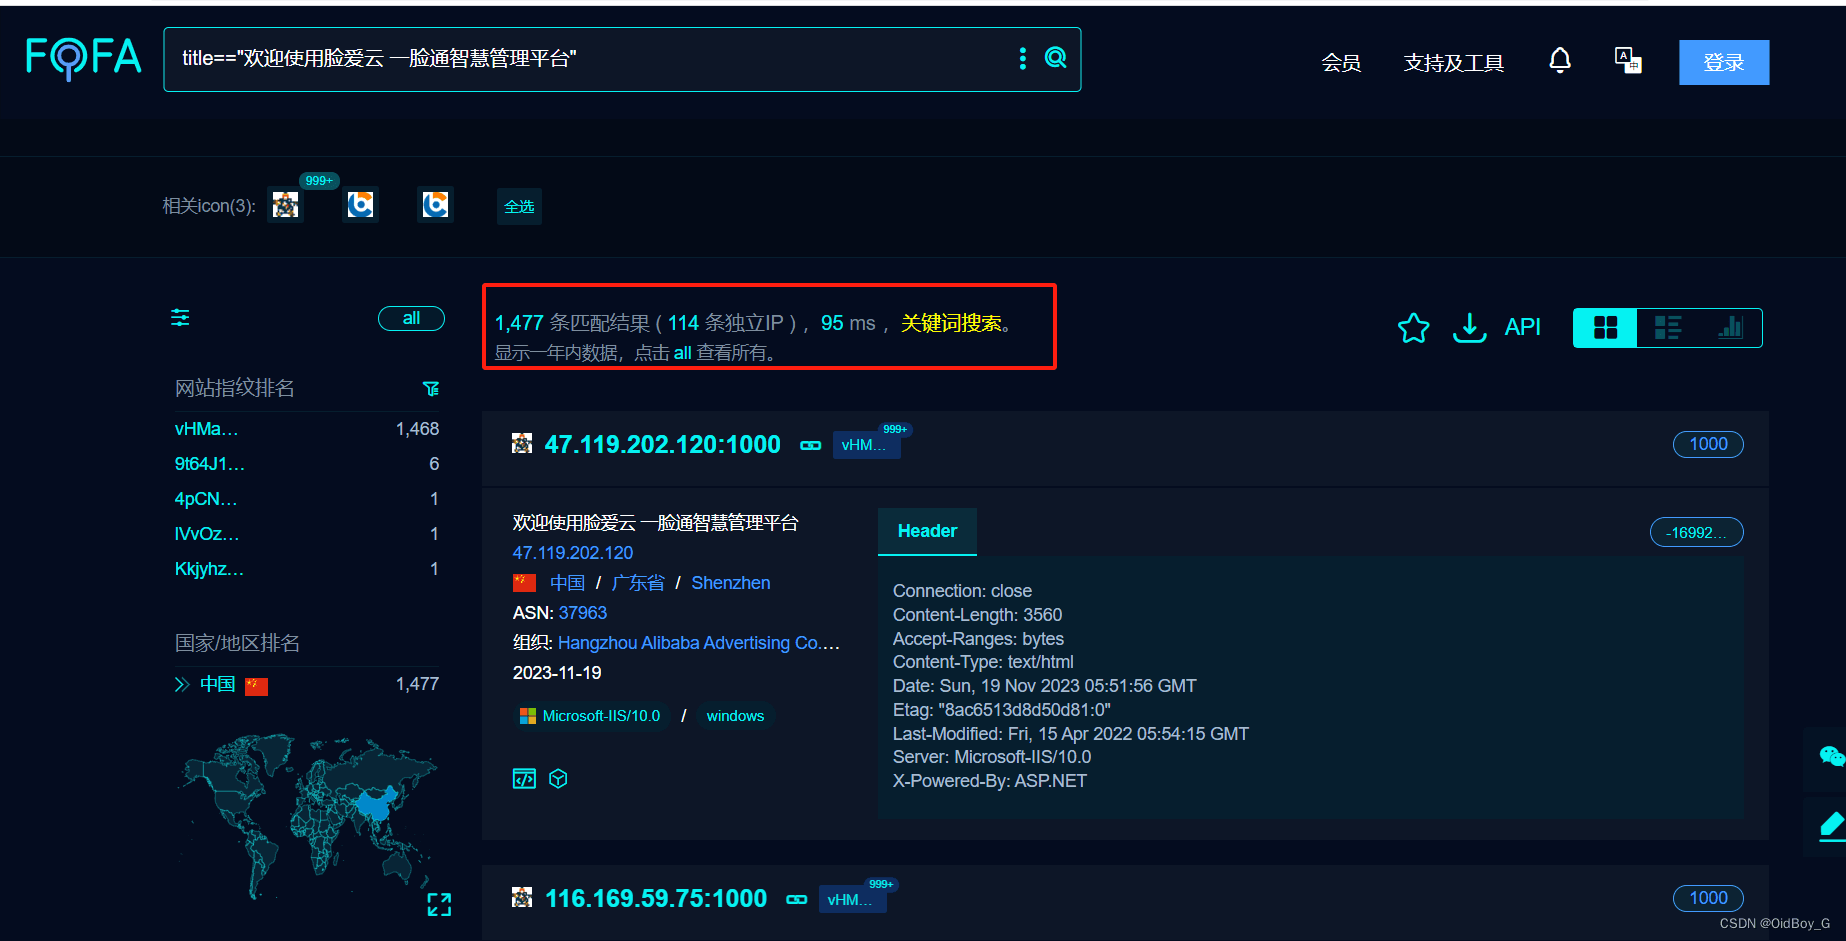 FOFA
title=="欢迎使用脸爱云 一脸通智慧管理平台"
会员
支持及工具
登录
相关icon(3):
999+
全选
all
1,477 条匹配结果 ( 114 条独立IP ) ，95 ms ，关键词搜索。
显示一年内数据，点击 all 查看所有。
API
网站指纹排名
vHMa… 1,468
9t64J1… 6
4pCN… 1
lVvOz… 1
Kkjyhz… 1
国家/地区排名
中国 1,477
47.119.202.120:1000
vHM…
999+
1000
欢迎使用脸爱云 一脸通智慧管理平台
47.119.202.120
中国 / 广东省 / Shenzhen
ASN: 37963
组织: Hangzhou Alibaba Advertising Co.…
2023-11-19
Microsoft-IIS/10.0 / windows
Header
-16992…
Connection: close
Content-Length: 3560
Accept-Ranges: bytes
Content-Type: text/html
Date: Sun, 19 Nov 2023 05:51:56 GMT
Etag: "8ac6513d8d50d81:0"
Last-Modified: Fri, 15 Apr 2022 05:54:15 GMT
Server: Microsoft-IIS/10.0
X-Powered-By: ASP.NET
116.169.59.75:1000
vHM…
999+
1000
CSDN @OidBoy_G